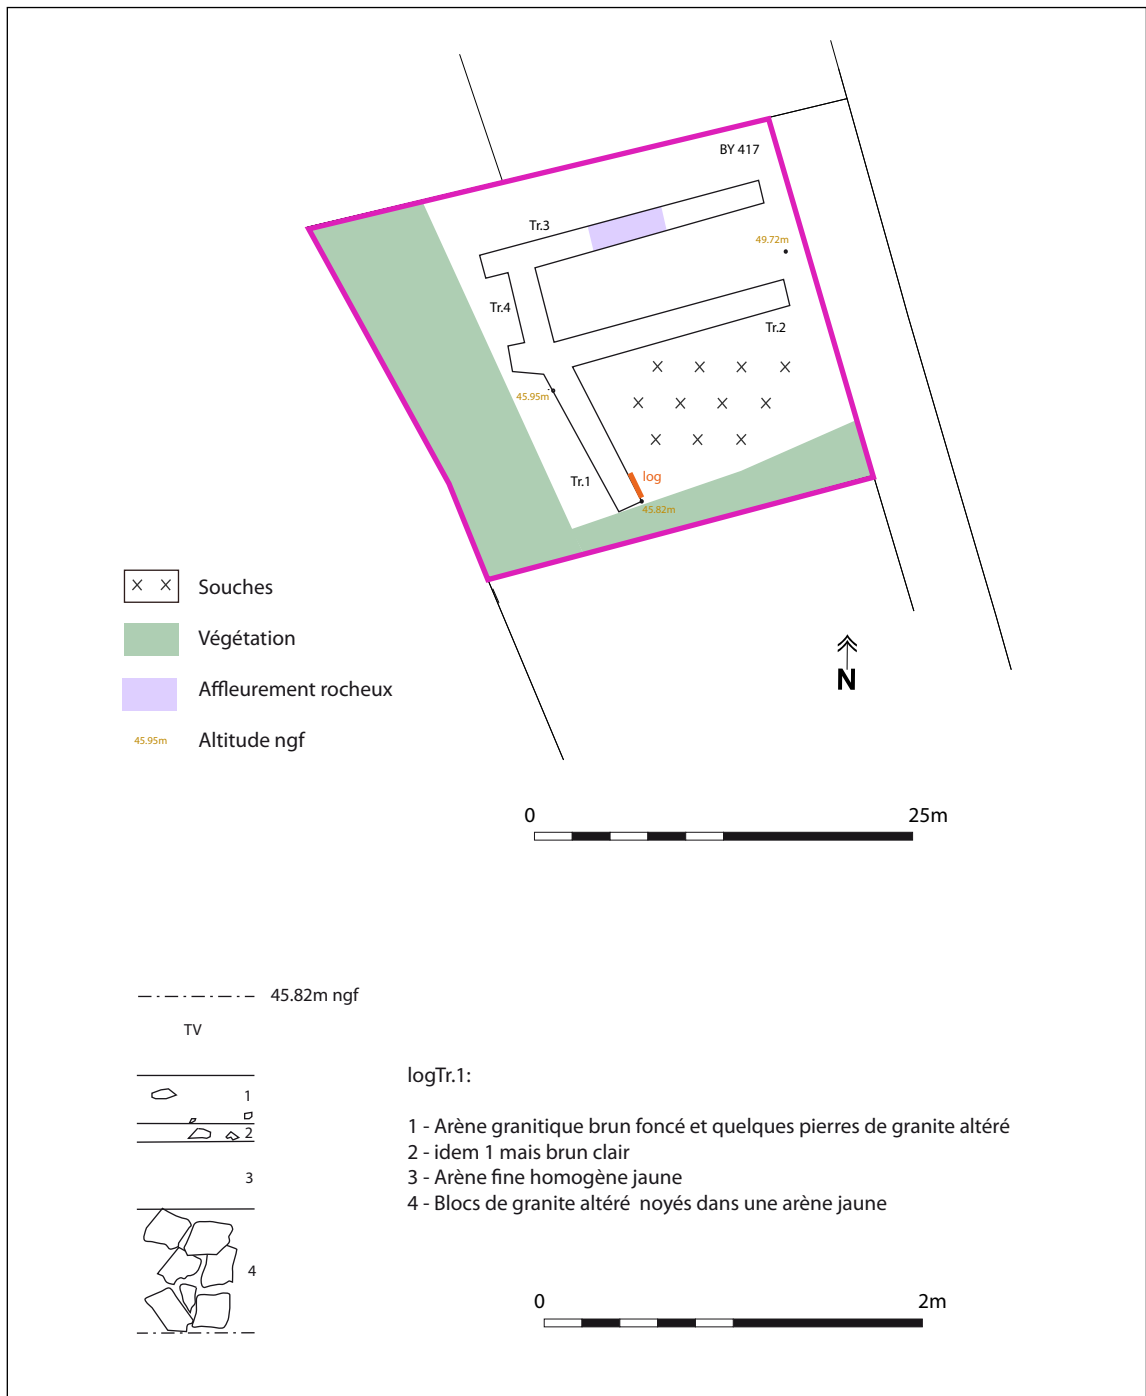 BY 417
Tr.3
49.72m
Tr.4
Tr.2
45.95m
Tr.1
log
45.82m
Souches
Végétation
Affleurement rocheux
45.95m Altitude ngf
N
0 25m
45.82m ngf
TV
1
2
3
4
logTr.1:
1 - Arène granitique brun foncé et quelques pierres de granite altéré
2 - idem 1 mais brun clair
3 - Arène fine homogène jaune
4 - Blocs de granite altéré noyés dans une arène jaune
0 2m